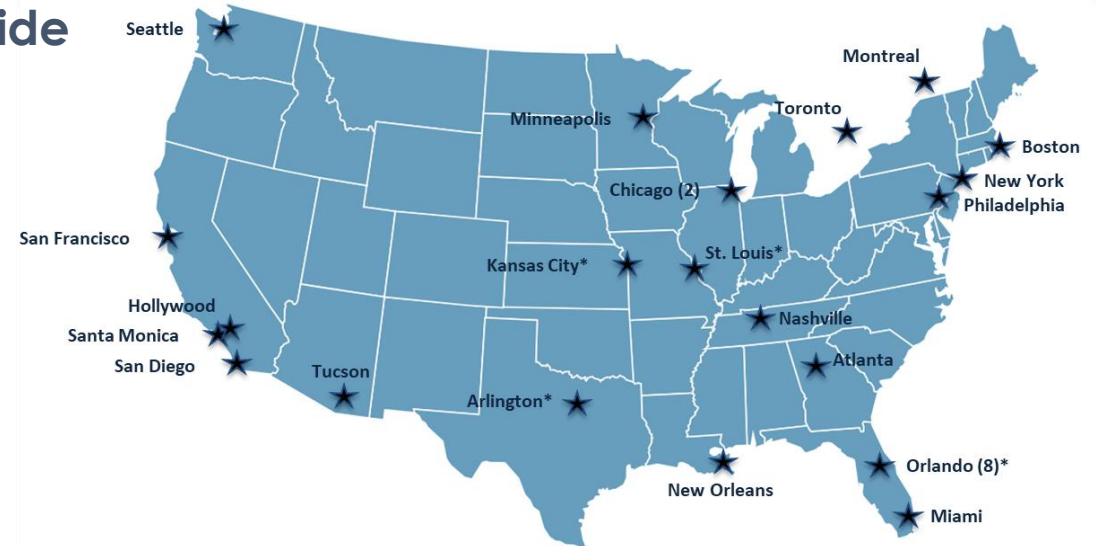 ide
Seattle
Montreal
Toronto
Minneapolis
Boston
Chicago (2)
New York
Philadelphia
San Francisco
Kansas City*
St. Louis*
Hollywood
Santa Monica
Nashville
San Diego
Tucson
Atlanta
Arlington*
Orlando (8)*
New Orleans
Miami